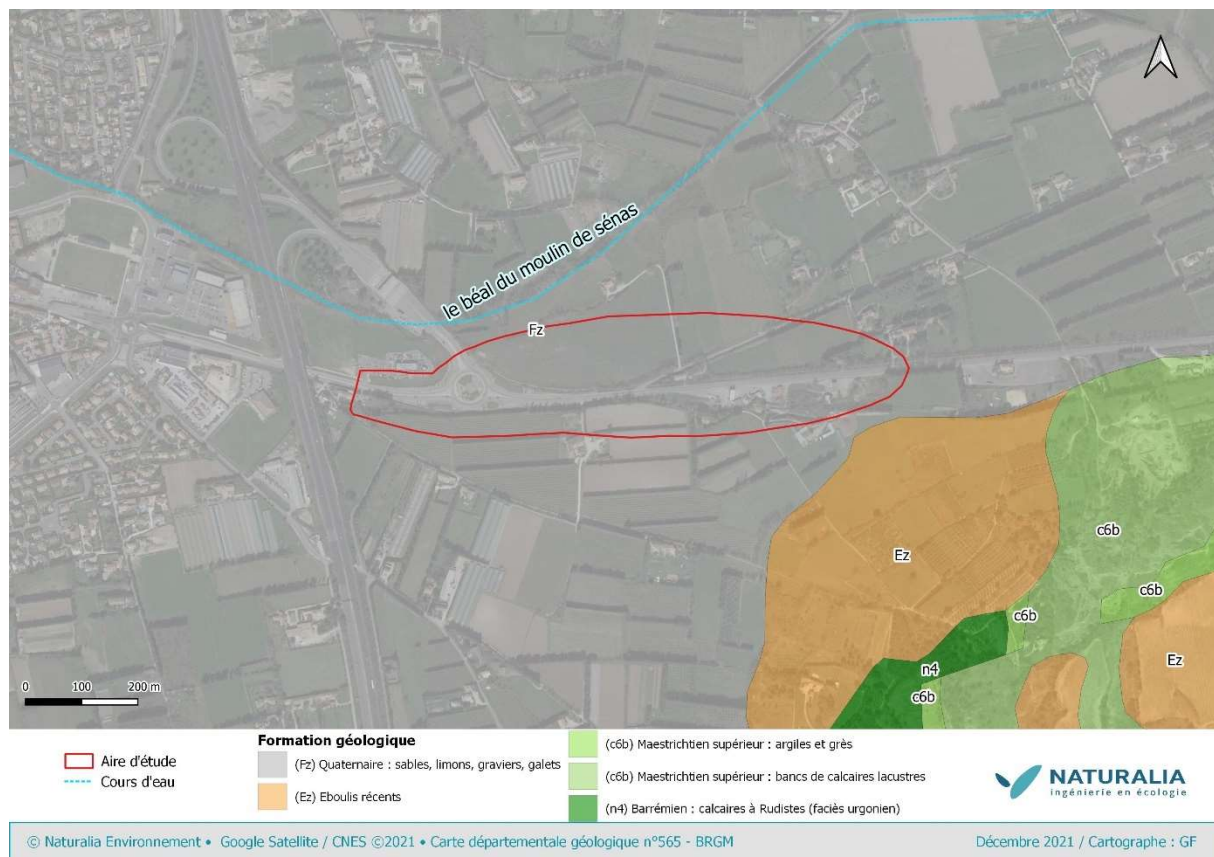 le béal du moulin de sénas
Fz
c6b
Ez
c6b
c6b
n4
Ez
c6b
0 100 200 m
Aire d'étude
Cours d'eau
Formation géologique
(Fz) Quaternaire : sables, limons, graviers, galets
(Ez) Eboulis récents
(c6b) Maestrichtien supérieur : argiles et grès
(c6b) Maestrichtien supérieur : bancs de calcaires lacustres
(n4) Barrémien : calcaires à Rudistes (faciès urgonien)
NATURALIA
ingénierie en écologie
© Naturalia Environnement • Google Satellite / CNES ©2021 • Carte départementale géologique n°565 - BRGM
Décembre 2021 / Cartographe : GF